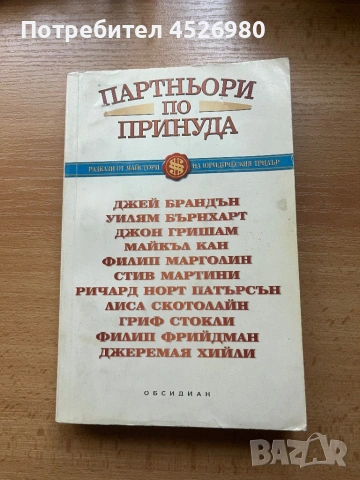 Потребител 4526980
ПАРТНЬОРИ
ПО
ПРИНУДА
РАЗКАЗИ ОТ МАЙСТОРИ $ НА ЮРИДИЧЕСКИЯ ТРИЛЪР
ДЖЕЙ БРАНДЪН
УИЛЯМ БЪРНХАРТ
ДЖОН ГРИШАМ
МАЙКЪЛ КАН
ФИЛИП МАРГОЛИН
СТИВ МАРТИНИ
РИЧАРД НОРТ ПАТЪРСЪН
ЛИСА СКОТОЛАЙН
ГРИФ СТОКЛИ
ФИЛИП ФРИЙДМАН
ДЖЕРЕМАЯ ХИЙЛИ
ОБСИДИАН
BAZAR